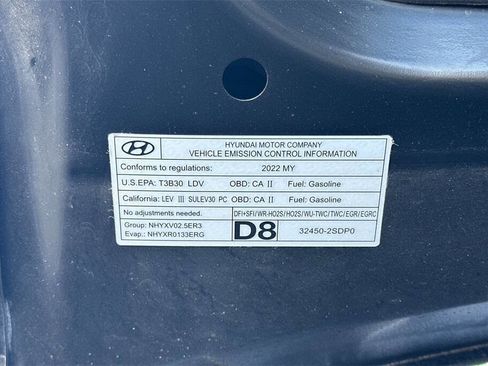 HYUNDAI MOTOR COMPANY
VEHICLE EMISSION CONTROL INFORMATION
Conforms to regulations: 2022 MY
U.S.EPA: T3B30 LDV OBD: CA II Fuel: Gasoline
California: LEV III SULEV30 PC OBD: CA II Fuel: Gasoline
No adjustments needed. DFI+SFI/WR-HO2S/HO2S/WU-TWC/TWC/EGR/EGRC
Group: NHYXV02.5ER3
Evap.: NHYXR0133ERG
D8
32450-2SDP0